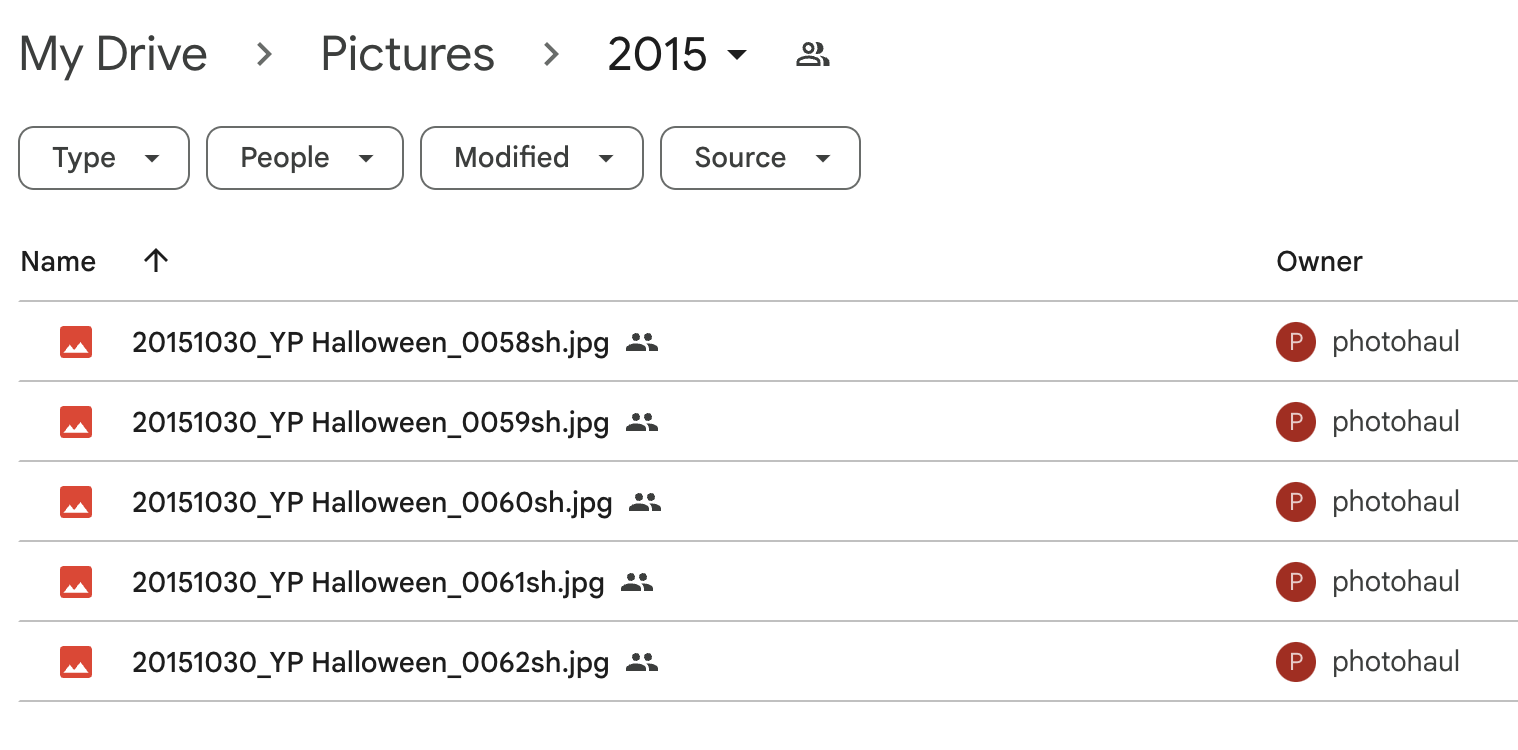 My Drive > Pictures > 2015
Type People Modified Source
Name Owner
20151030_YP Halloween_0058sh.jpg P photohaul
20151030_YP Halloween_0059sh.jpg P photohaul
20151030_YP Halloween_0060sh.jpg P photohaul
20151030_YP Halloween_0061sh.jpg P photohaul
20151030_YP Halloween_0062sh.jpg P photohaul